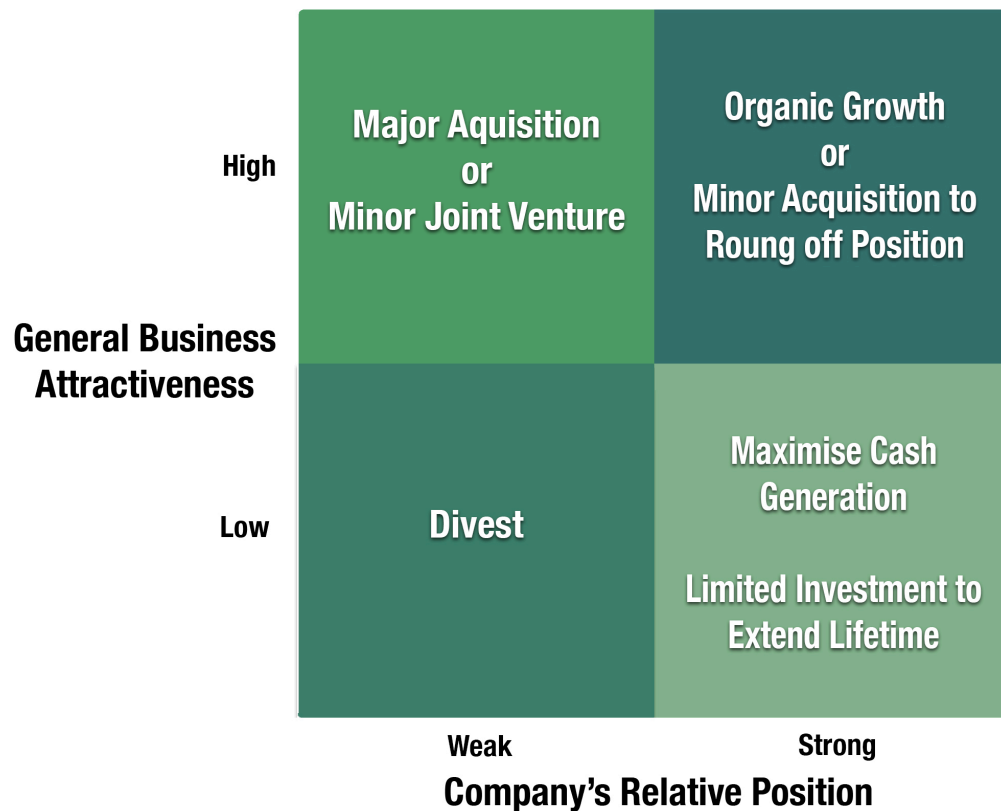 Major Aquisition
or
Minor Joint Venture
Organic Growth
or
Minor Acquisition to
Roung off Position
High
General Business
Attractiveness
Low
Divest
Maximise Cash
Generation
Limited Investment to
Extend Lifetime
Weak
Strong
Company’s Relative Position